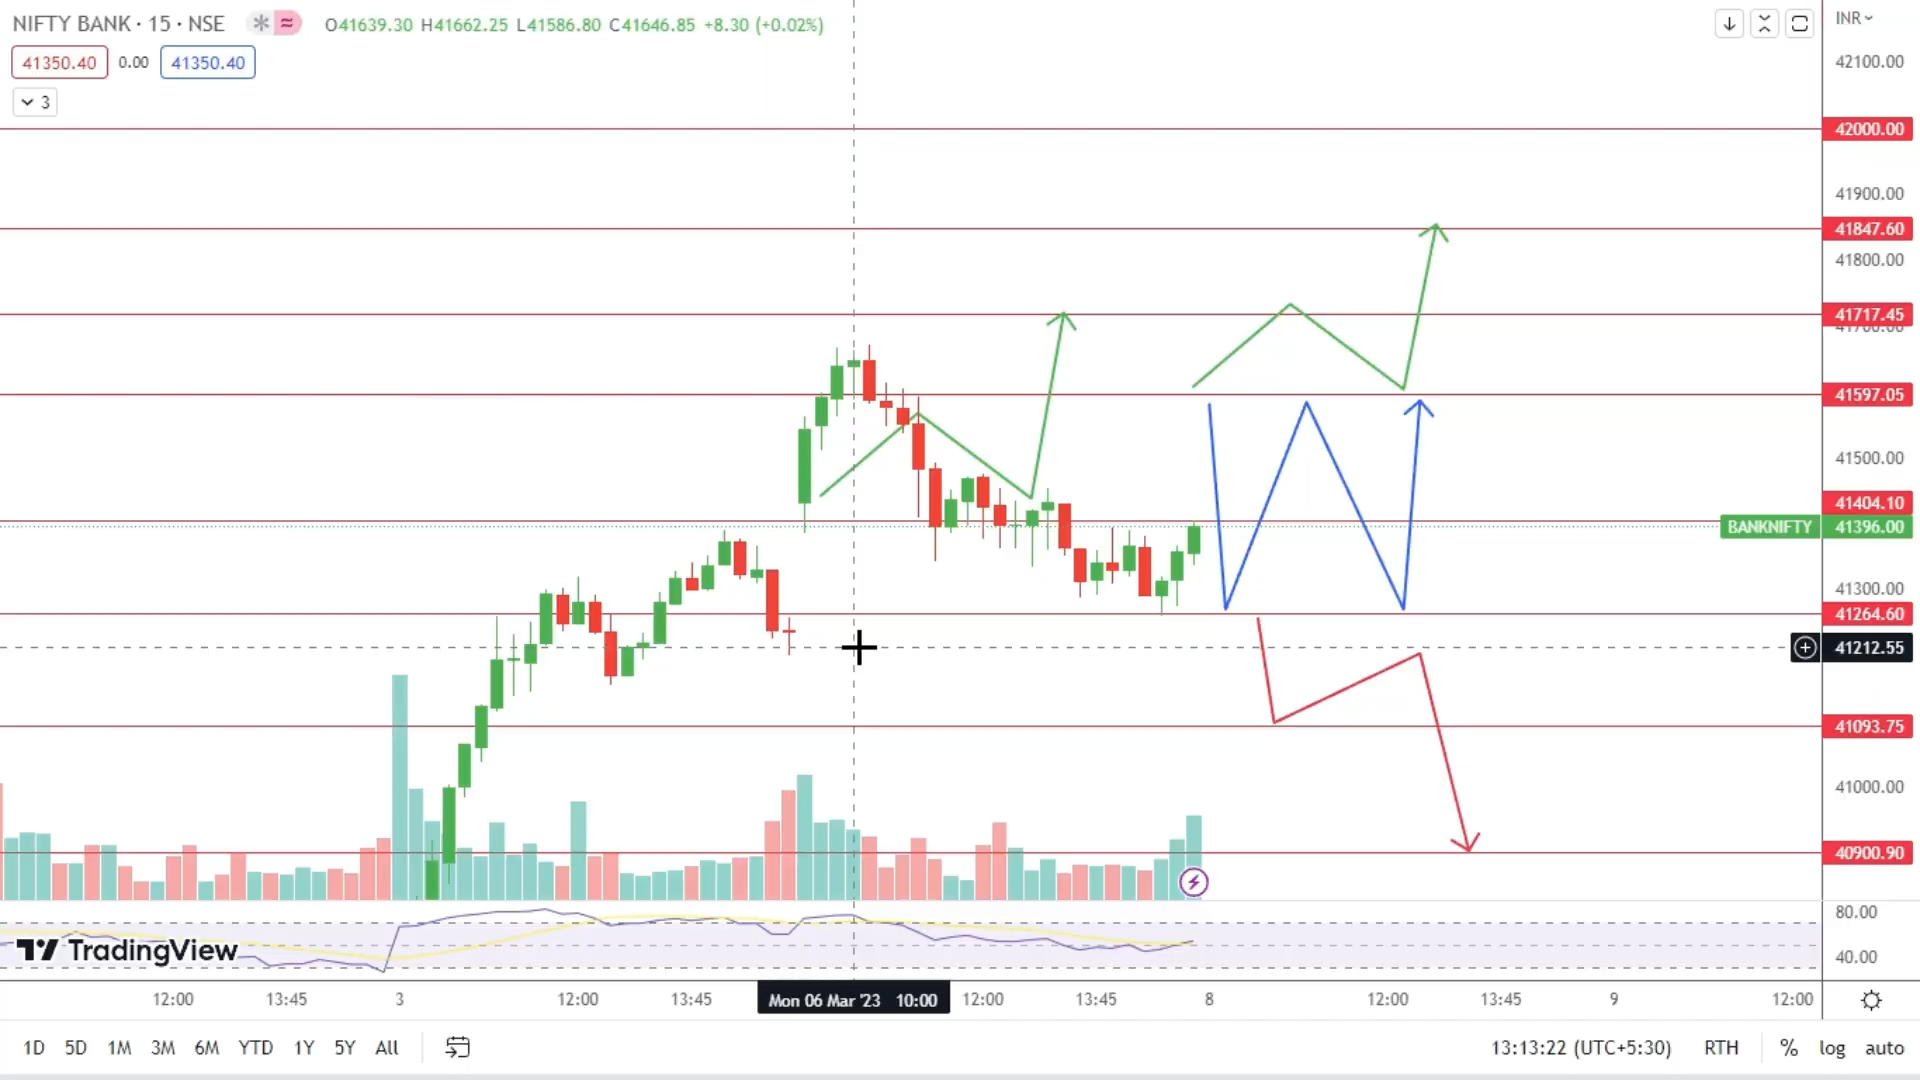 NIFTY BANK · 15 · NSE O41639.30 H41662.25 L41586.80 C41646.85 +8.30 (+0.02%)
INR
41350.40 0.00 41350.40
3
42100.00
42000.00
41900.00
41847.60
41800.00
41717.45
41597.05
41500.00
41404.10
BANKNIFTY 41396.00
41300.00
41264.60
41212.55
41093.75
41000.00
40900.90
80.00
TradingView
40.00
12:00 13:45 3 12:00 13:45 Mon 06 Mar '23 10:00 12:00 13:45 8 12:00 13:45 9 12:00
1D 5D 1M 3M 6M YTD 1Y 5Y All 13:13:22 (UTC+5:30) RTH % log auto